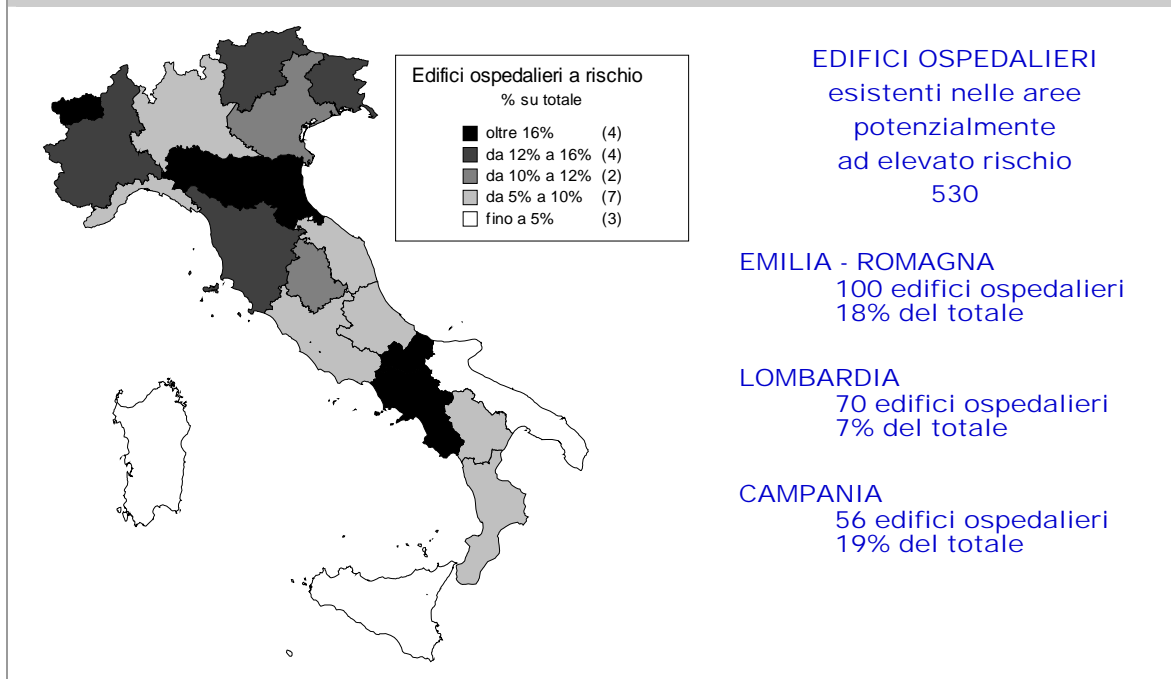 Edifici ospedalieri a rischio
% su totale
oltre 16% (4)
da 12% a 16% (4)
da 10% a 12% (2)
da 5% a 10% (7)
fino a 5% (3)
EDIFICI OSPEDALIERI
esistenti nelle aree
potenzialmente
ad elevato rischio
530
EMILIA - ROMAGNA
100 edifici ospedalieri
18% del totale
LOMBARDIA
70 edifici ospedalieri
7% del totale
CAMPANIA
56 edifici ospedalieri
19% del totale